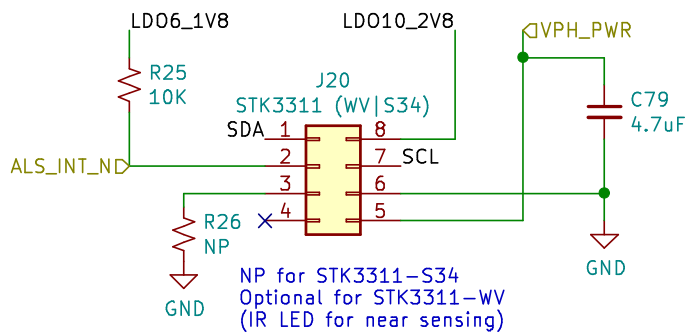 LDO6_1V8
LDO10_2V8
VPH_PWR
R25
10K
J20
STK3311 (WV|S34)
C79
4.7uF
SDA
1
8
ALS_INT_N
2
7
SCL
3
6
4
5
R26
NP
GND
GND
NP for STK3311-S34
Optional for STK3311-WV
(IR LED for near sensing)